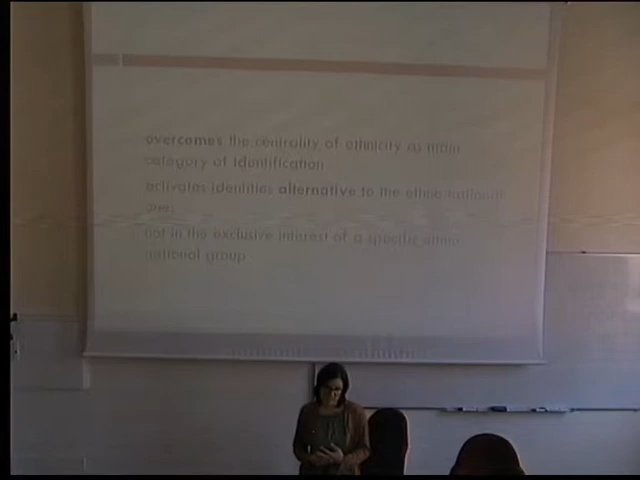 overcomes the centrality of ethnicity as main
category of identification
activates identities alternative to the ethno-national
not in the exclusive interest of a specific ethno
national group